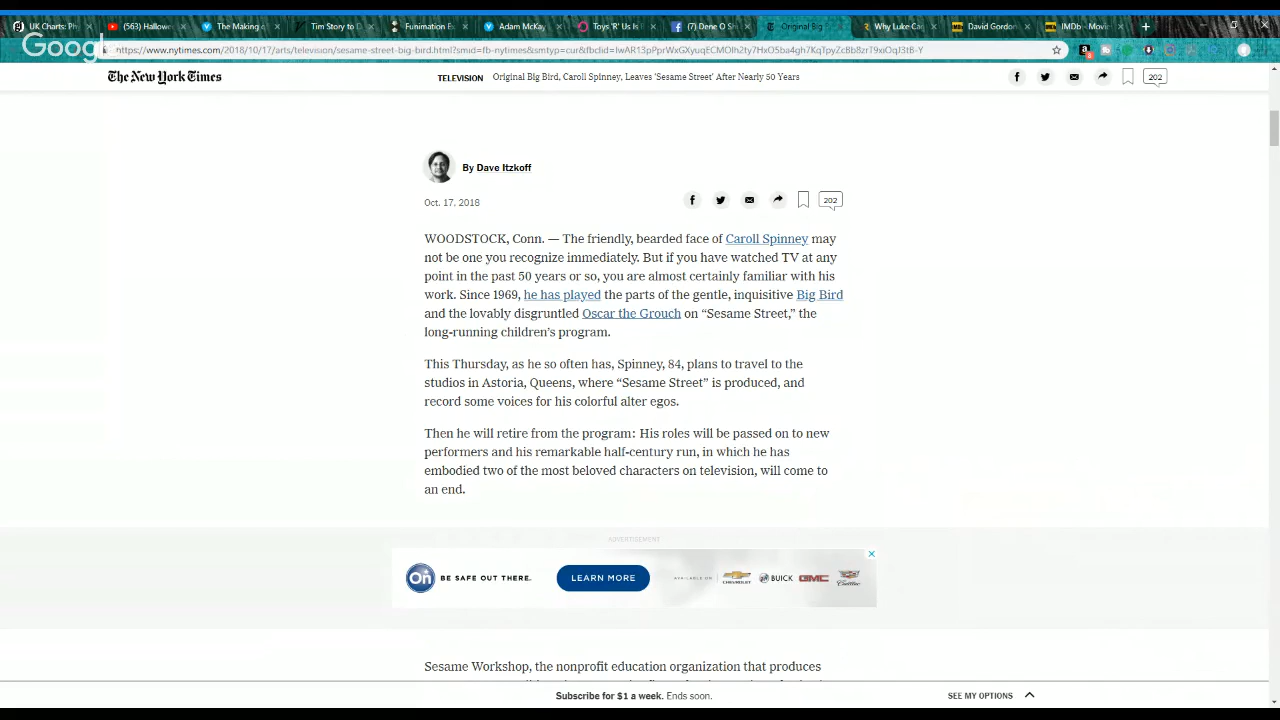 UK Charts: Ph
(563) Hallowe
The Making o
Tim Story to D
Funimation Ex
Adam McKay
Toys 'R' Us Is
(7) Dene O Sh
Original Big
Why Luke Ca
David Gordon
IMDb - Movi
Google
https://www.nytimes.com/2018/10/17/arts/television/sesame-street-big-bird.html?smid=fb-nytimes&smtyp=cur&fbclid=IwAR13pPprWxGXyuqECMOlh2ty7HxO5ba4gh7KqTpyZcBb8zrT9xiOqJ3tB-Y
The New York Times
TELEVISION Original Big Bird, Caroll Spinney, Leaves 'Sesame Street' After Nearly 50 Years
202
By Dave Itzkoff
Oct. 17, 2018
202
WOODSTOCK, Conn. — The friendly, bearded face of Caroll Spinney may
not be one you recognize immediately. But if you have watched TV at any
point in the past 50 years or so, you are almost certainly familiar with his
work. Since 1969, he has played the parts of the gentle, inquisitive Big Bird
and the lovably disgruntled Oscar the Grouch on “Sesame Street,” the
long-running children’s program.
This Thursday, as he so often has, Spinney, 84, plans to travel to the
studios in Astoria, Queens, where “Sesame Street” is produced, and
record some voices for his colorful alter egos.
Then he will retire from the program: His roles will be passed on to new
performers and his remarkable half-century run, in which he has
embodied two of the most beloved characters on television, will come to
an end.
ADVERTISEMENT
On BE SAFE OUT THERE. LEARN MORE AVAILABLE ON CHEVROLET BUICK GMC Cadillac
Sesame Workshop, the nonprofit education organization that produces
Subscribe for $1 a week. Ends soon.
SEE MY OPTIONS